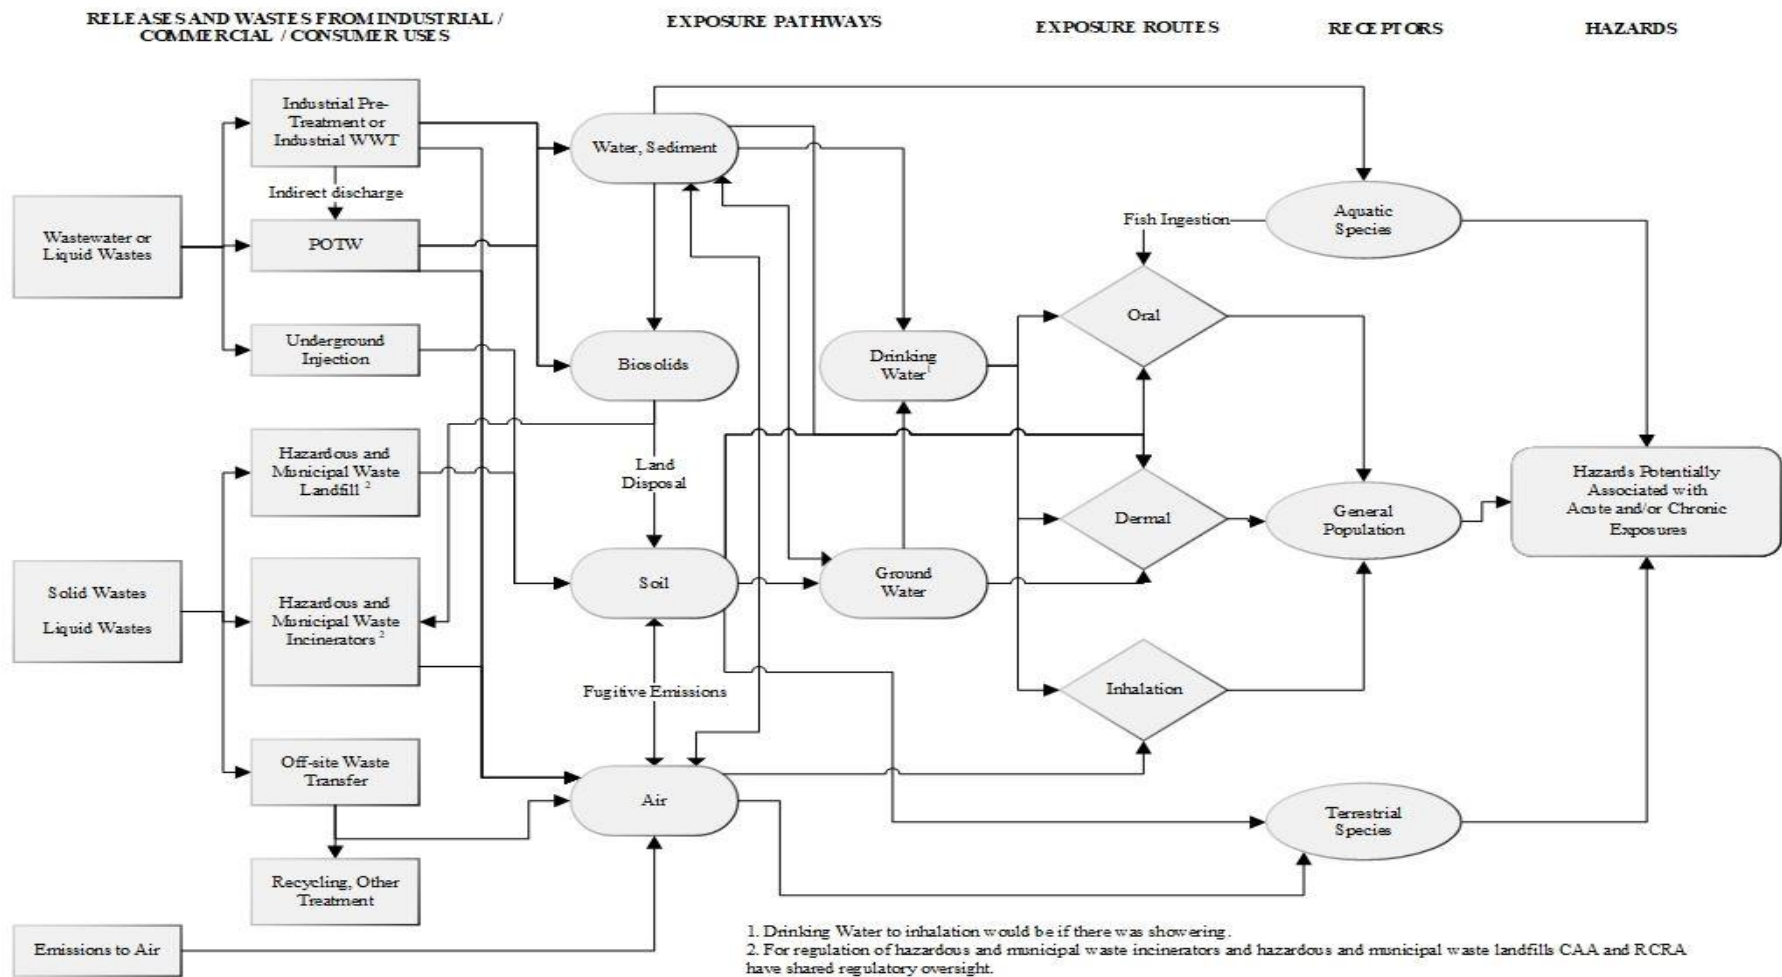 RELEASES AND WASTES FROM INDUSTRIAL /
COMMERCIAL / CONSUMER USES
EXPOSURE PATHWAYS
EXPOSURE ROUTES
RECEPTORS
HAZARDS
Industrial Pre-
Treatment or
Industrial WWT
Indirect discharge
Wastewater or
Liquid Wastes
POTW
Underground
Injection
Hazardous and
Municipal Waste
Landfill 2
Solid Wastes
Liquid Wastes
Hazardous and
Municipal Waste
Incinerators 2
Off-site Waste
Transfer
Recycling, Other
Treatment
Emissions to Air
Water, Sediment
Biosolids
Land
Disposal
Soil
Fugitive Emissions
Air
Drinking
Water1
Ground
Water
Fish Ingestion
Oral
Dermal
Inhalation
Aquatic
Species
General
Population
Terrestrial
Species
Hazards Potentially
Associated with
Acute and/or Chronic
Exposures
1. Drinking Water to inhalation would be if there was showering.
2. For regulation of hazardous and municipal waste incinerators and hazardous and municipal waste landfills CAA and RCRA
have shared regulatory oversight.